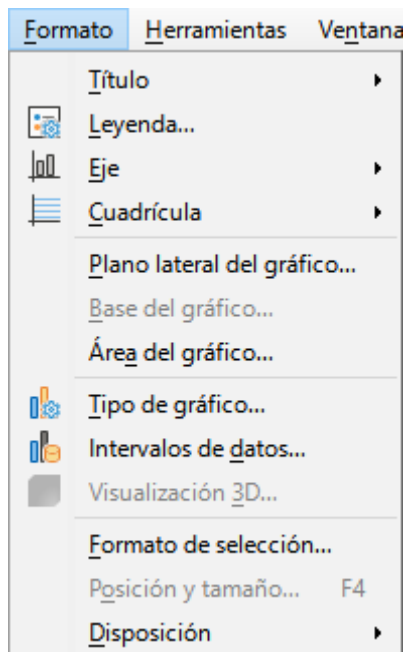 Formato Herramientas Ventana
Título
Leyenda...
Eje
Cuadrícula
Plano lateral del gráfico...
Base del gráfico...
Área del gráfico...
Tipo de gráfico...
Intervalos de datos...
Visualización 3D...
Formato de selección...
Posición y tamaño... F4
Disposición